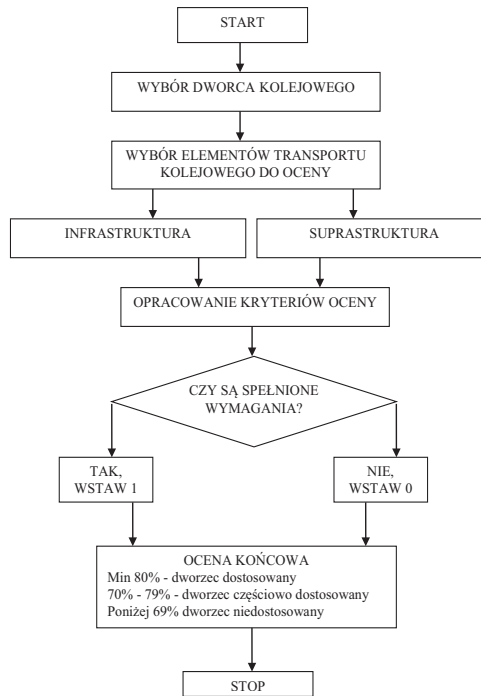 START
WYBÓR DWORCA KOLEJOWEGO
WYBÓR ELEMENTÓW TRANSPORTU
KOLEJOWEGO DO OCENY
INFRASTRUKTURA
SUPRASTRUKTURA
OPRACOWANIE KRYTERIÓW OCENY
CZY SĄ SPEŁNIONE
WYMAGANIA?
TAK,
WSTAW 1
NIE,
WSTAW 0
OCENA KOŃCOWA
Min 80% - dworzec dostosowany
70% - 79% - dworzec częściowo dostosowany
Poniżej 69% dworzec niedostosowany
STOP